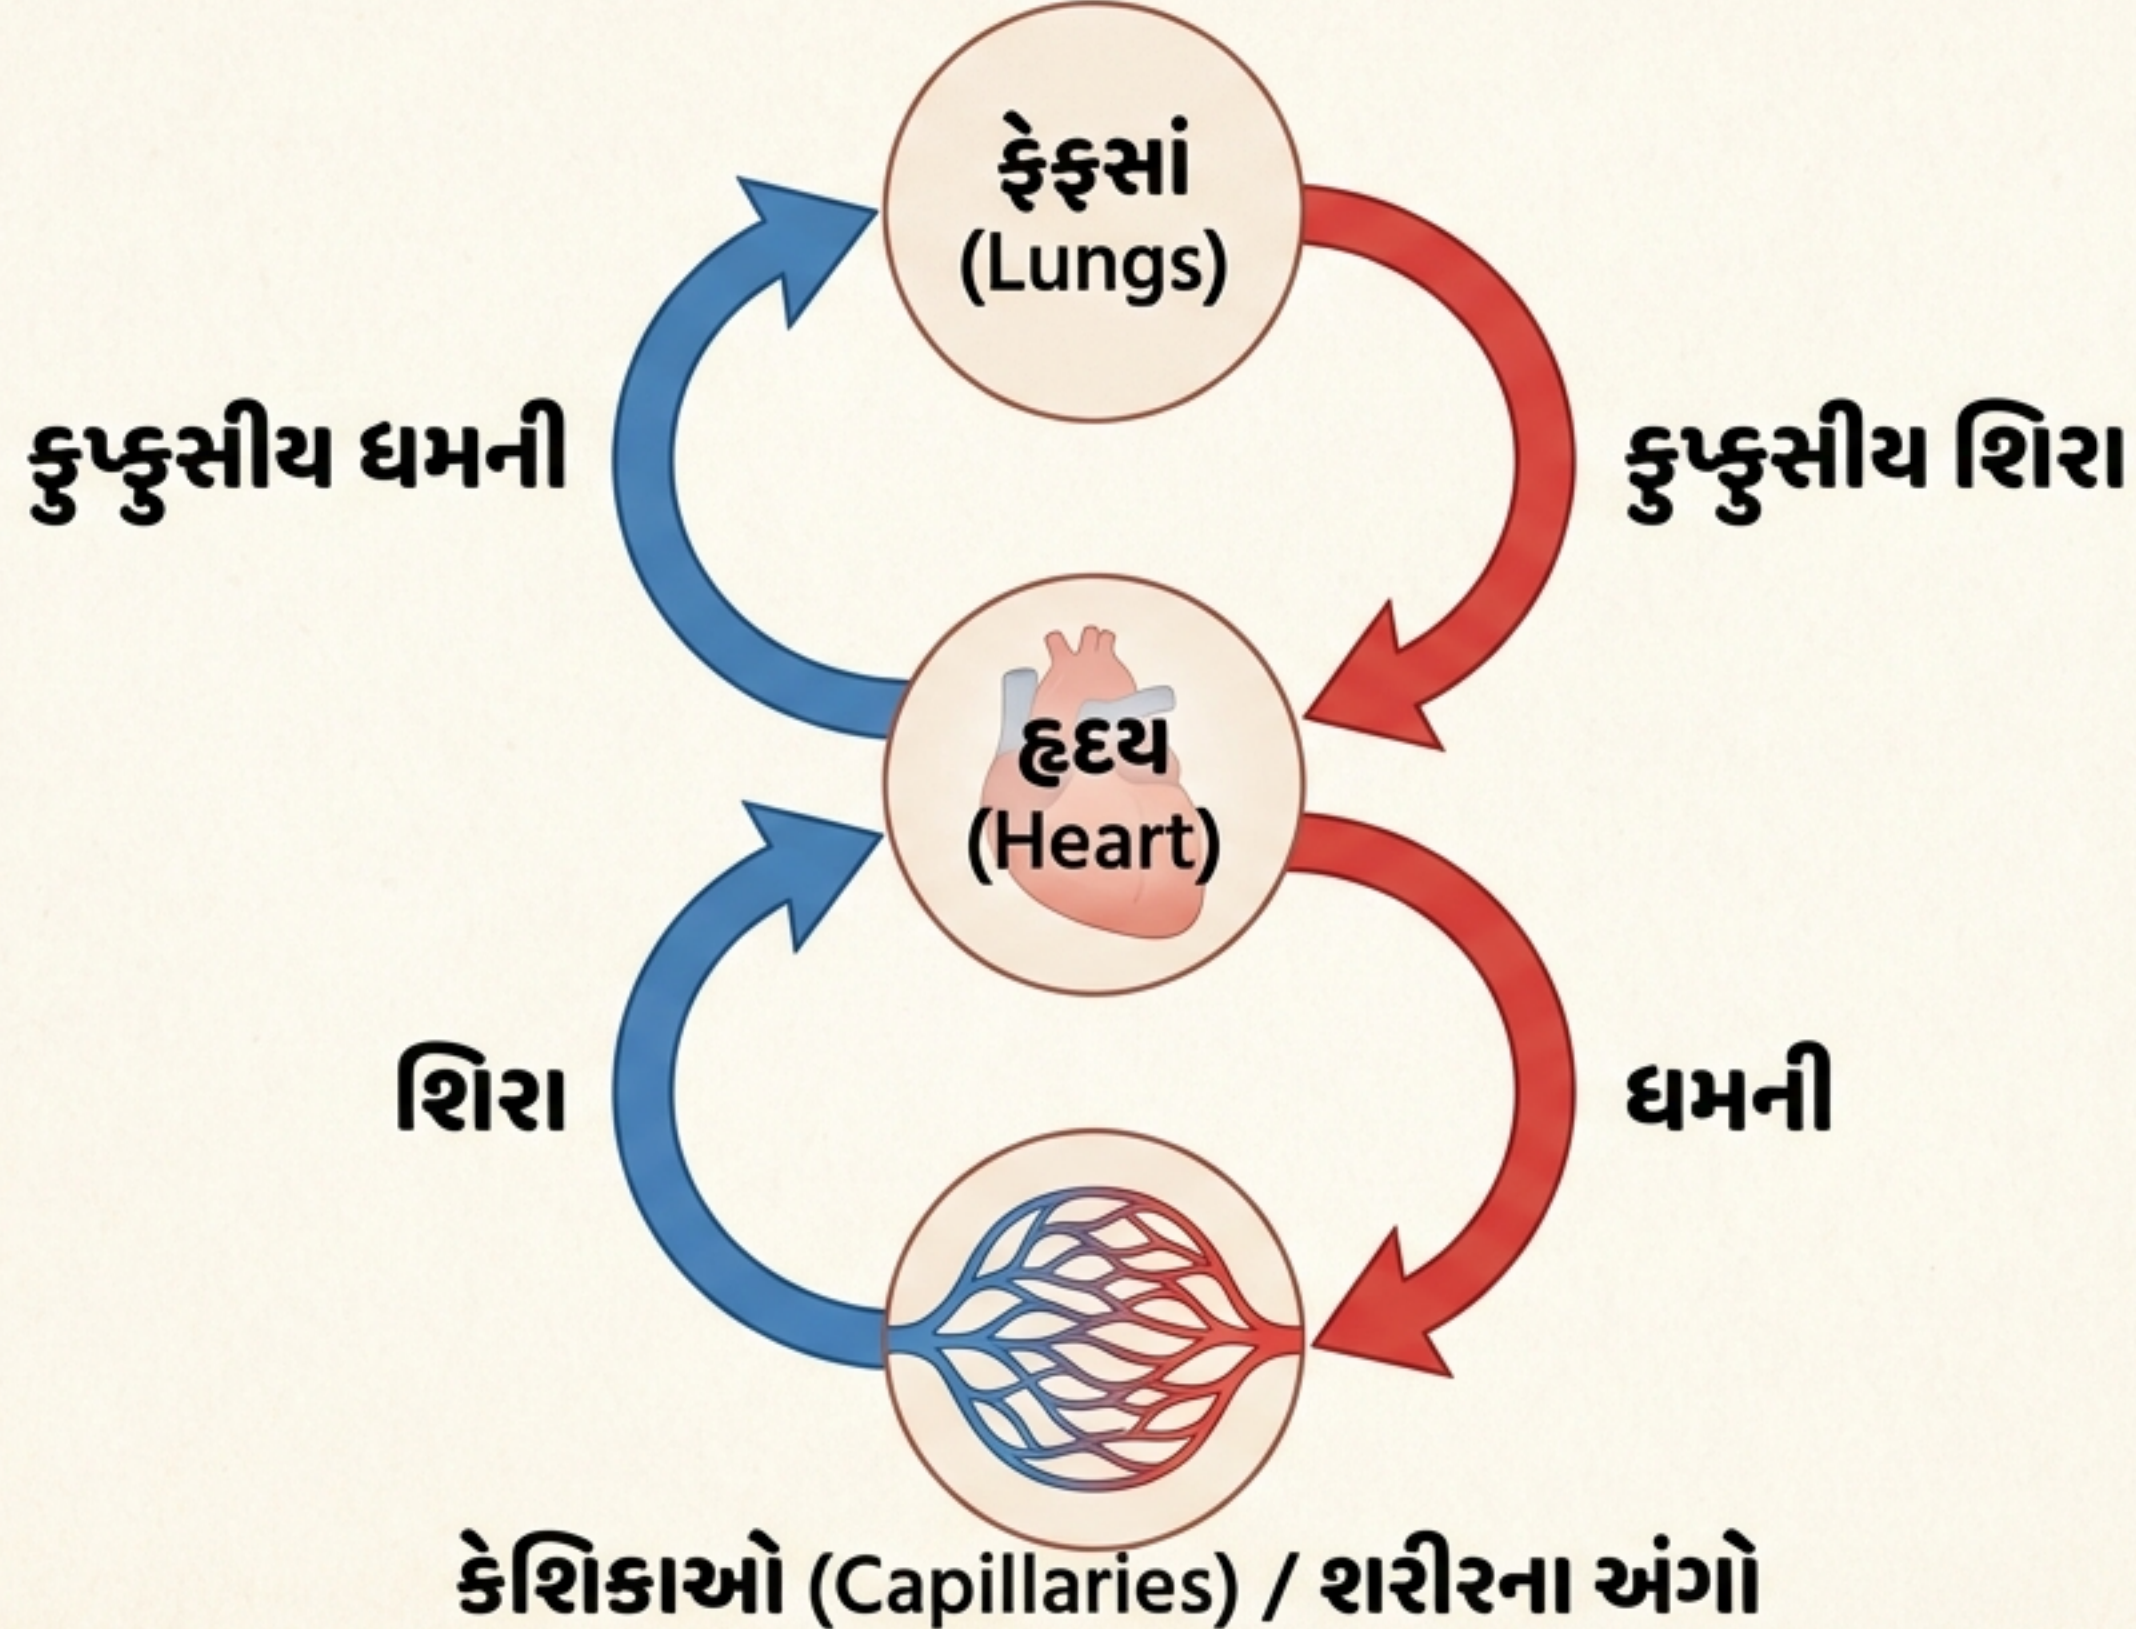 ફેફસાં
(Lungs)
ફુપ્ફુસીય ધમની
ફુપ્ફુસીય શિરા
હૃદય
(Heart)
શિરા
ધમની
કેશિકાઓ (Capillaries) / શરીરના અંગો